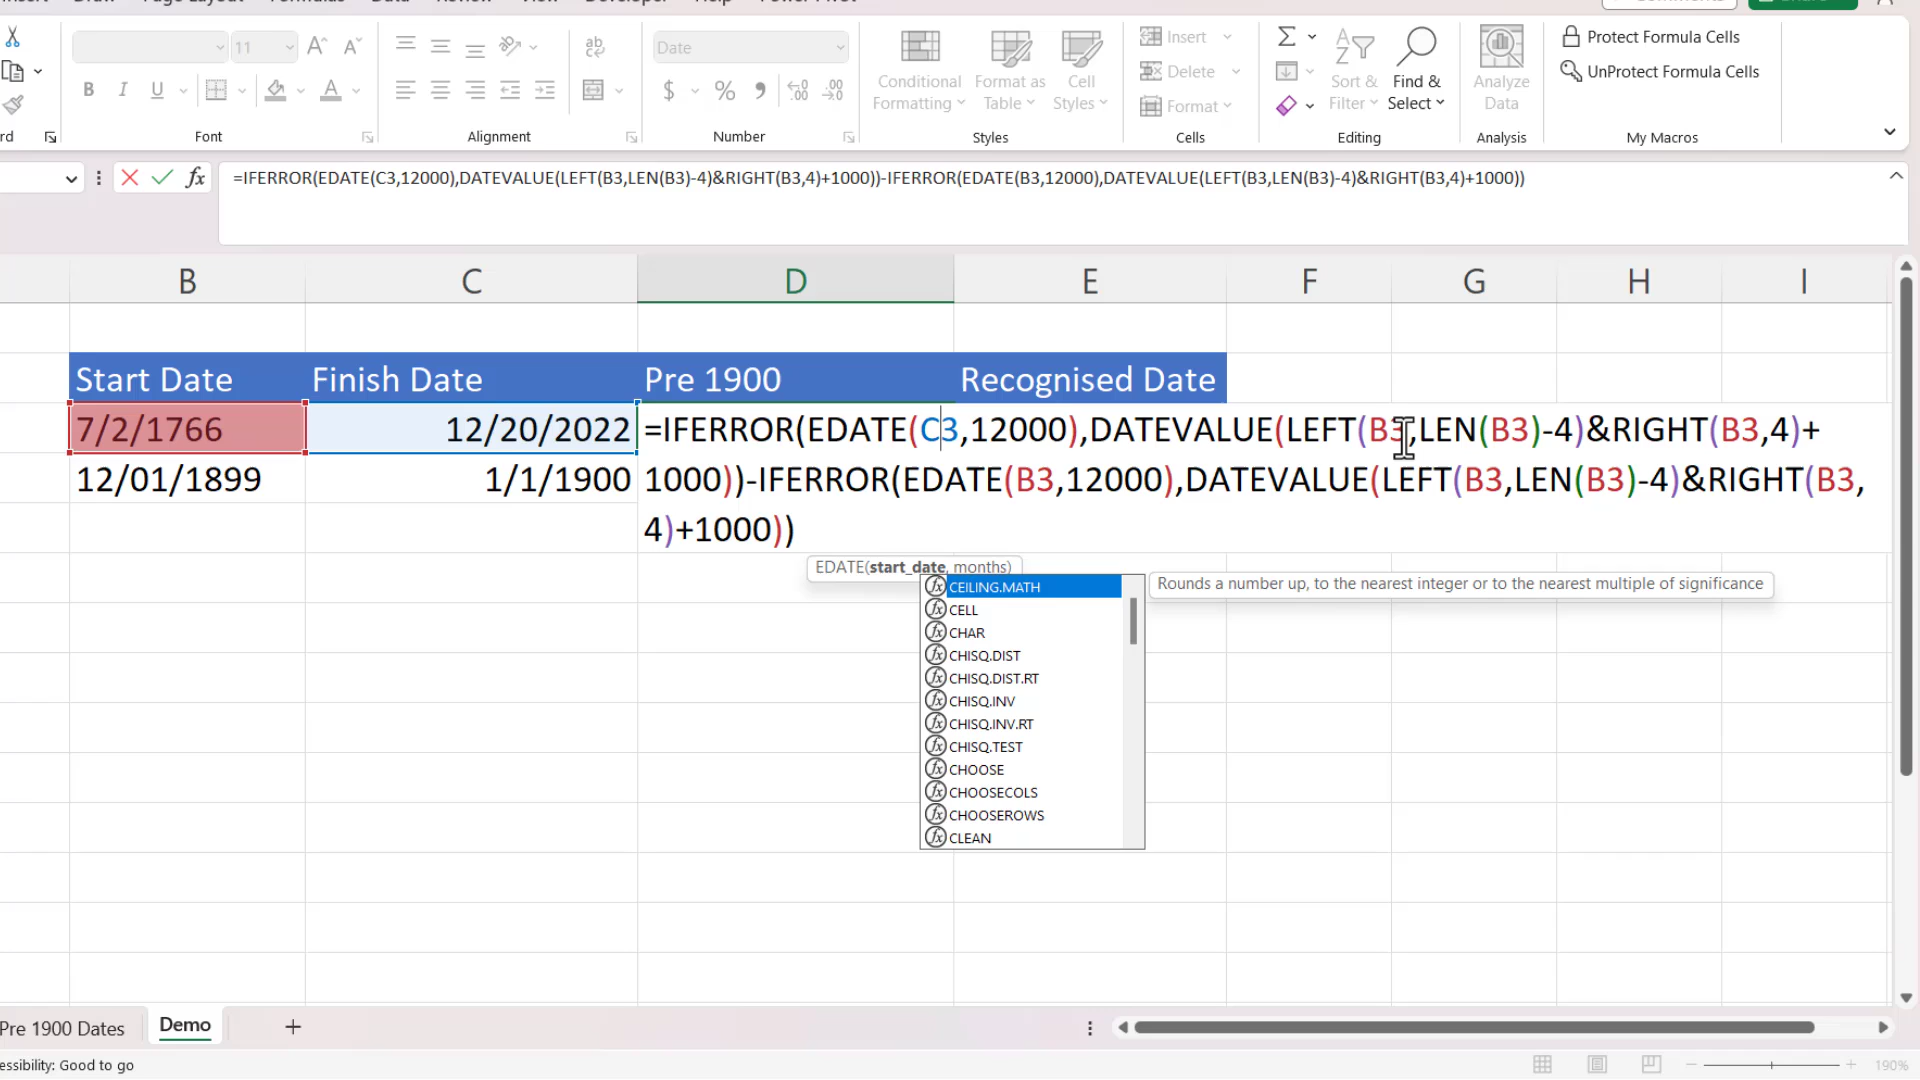 Font
Alignment
Number
Styles
Cells
Editing
Analysis
My Macros
11
ab
Date
Conditional Formatting
Format as Table
Cell Styles
Insert
Delete
Format
Sort & Filter
Find & Select
Analyze Data
Protect Formula Cells
UnProtect Formula Cells
=IFERROR(EDATE(C3,12000),DATEVALUE(LEFT(B3,LEN(B3)-4)&RIGHT(B3,4)+1000))-IFERROR(EDATE(B3,12000),DATEVALUE(LEFT(B3,LEN(B3)-4)&RIGHT(B3,4)+1000))
B C D E F G H I
Start Date Finish Date Pre 1900 Recognised Date
7/2/1766 12/20/2022 =IFERROR(EDATE(C3,12000),DATEVALUE(LEFT(B3,LEN(B3)-4)&RIGHT(B3,4)+
12/01/1899 1/1/1900 1000))-IFERROR(EDATE(B3,12000),DATEVALUE(LEFT(B3,LEN(B3)-4)&RIGHT(B3,
4)+1000))
EDATE(start_date, months)
CEILING.MATH Rounds a number up, to the nearest integer or to the nearest multiple of significance
CELL
CHAR
CHISQ.DIST
CHISQ.DIST.RT
CHISQ.INV
CHISQ.INV.RT
CHISQ.TEST
CHOOSE
CHOOSECOLS
CHOOSEROWS
CLEAN
Pre 1900 Dates Demo
essibility: Good to go 190%